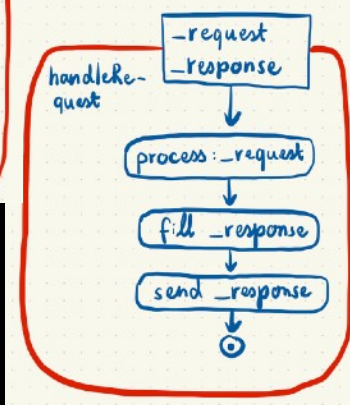 _request
_response
handleRe-
quest
process:_request
fill _response
send _response